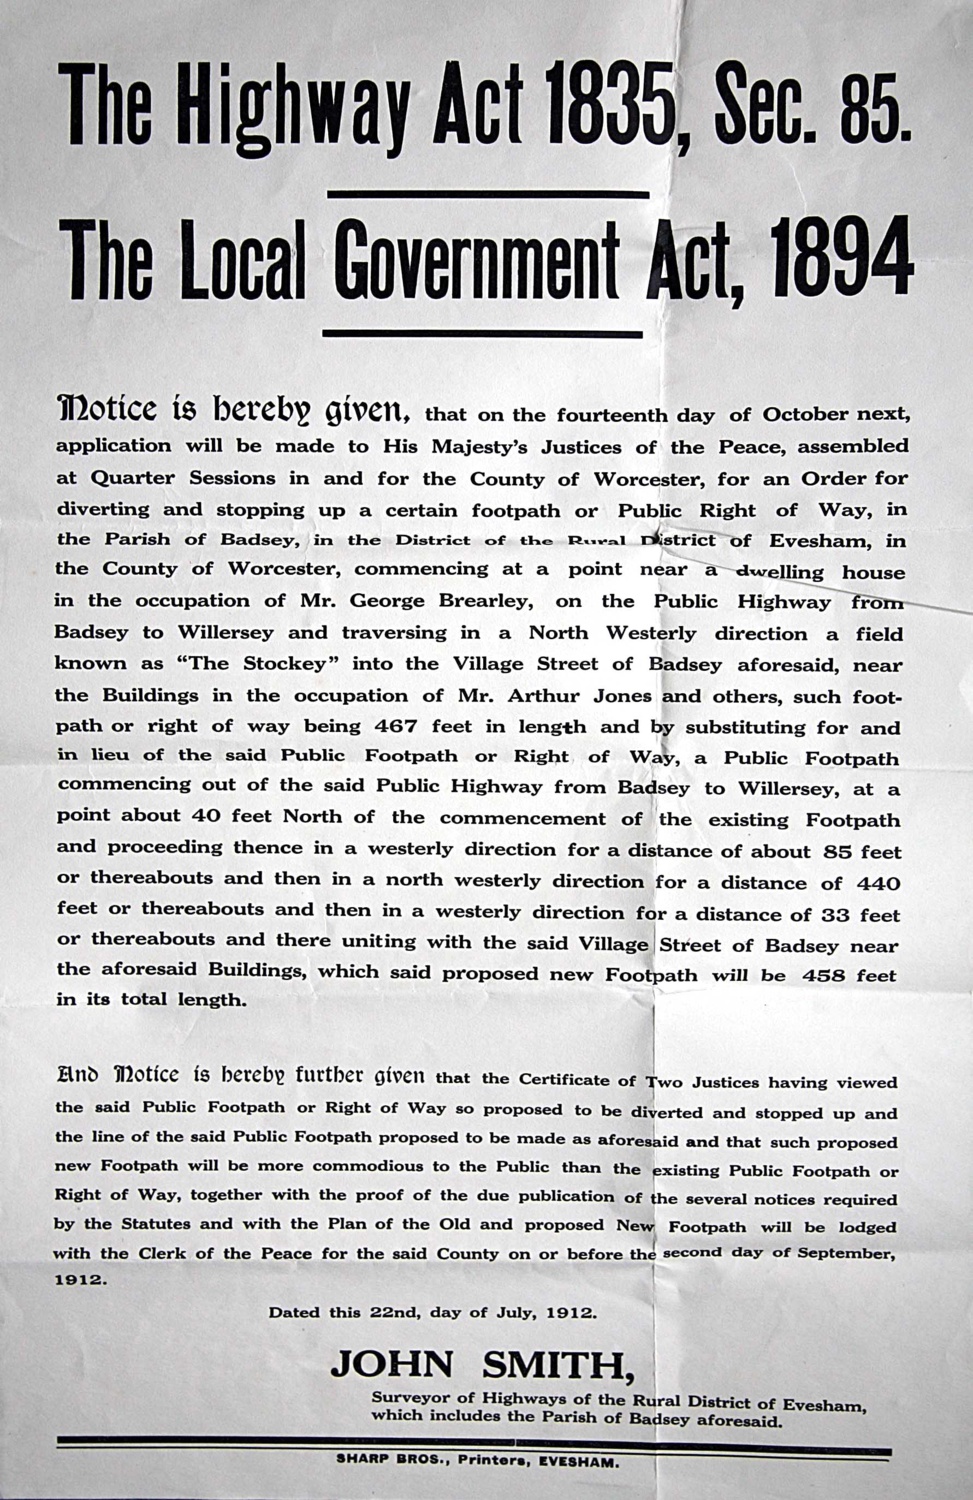 The Highway Act 1835, Sec. 85.
The Local Government Act, 1894
Notice is hereby given, that on the fourteenth day of October next,
application will be made to His Majesty's Justices of the Peace, assembled
at Quarter Sessions in and for the County of Worcester, for an Order for
diverting and stopping up a certain footpath or Public Right of Way, in
the Parish of Badsey, in the District of the Rural District of Evesham, in
the County of Worcester, commencing at a point near a dwelling house
in the occupation of Mr. George Brearley, on the Public Highway from
Badsey to Willersey and traversing in a North Westerly direction a field
known as “The Stockey” into the Village Street of Badsey aforesaid, near
the Buildings in the occupation of Mr. Arthur Jones and others, such foot-
path or right of way being 467 feet in length and by substituting for and
in lieu of the said Public Footpath or Right of Way, a Public Footpath
commencing out of the said Public Highway from Badsey to Willersey, at a
point about 40 feet North of the commencement of the existing Footpath
and proceeding thence in a westerly direction for a distance of about 85 feet
or thereabouts and then in a north westerly direction for a distance of 440
feet or thereabouts and then in a westerly direction for a distance of 33 feet
or thereabouts and there uniting with the said Village Street of Badsey near
the aforesaid Buildings, which said proposed new Footpath will be 458 feet
in its total length.
And Notice is hereby further given that the Certificate of Two Justices having viewed
the said Public Footpath or Right of Way so proposed to be diverted and stopped up and
the line of the said Public Footpath proposed to be made as aforesaid and that such proposed
new Footpath will be more commodious to the Public than the existing Public Footpath or
Right of Way, together with the proof of the due publication of the several notices required
by the Statutes and with the Plan of the Old and proposed New Footpath will be lodged
with the Clerk of the Peace for the said County on or before the second day of September,
1912.
Dated this 22nd, day of July, 1912.
JOHN SMITH,
Surveyor of Highways of the Rural District of Evesham,
which includes the Parish of Badsey aforesaid.
SHARP BROS., Printers, EVESHAM.